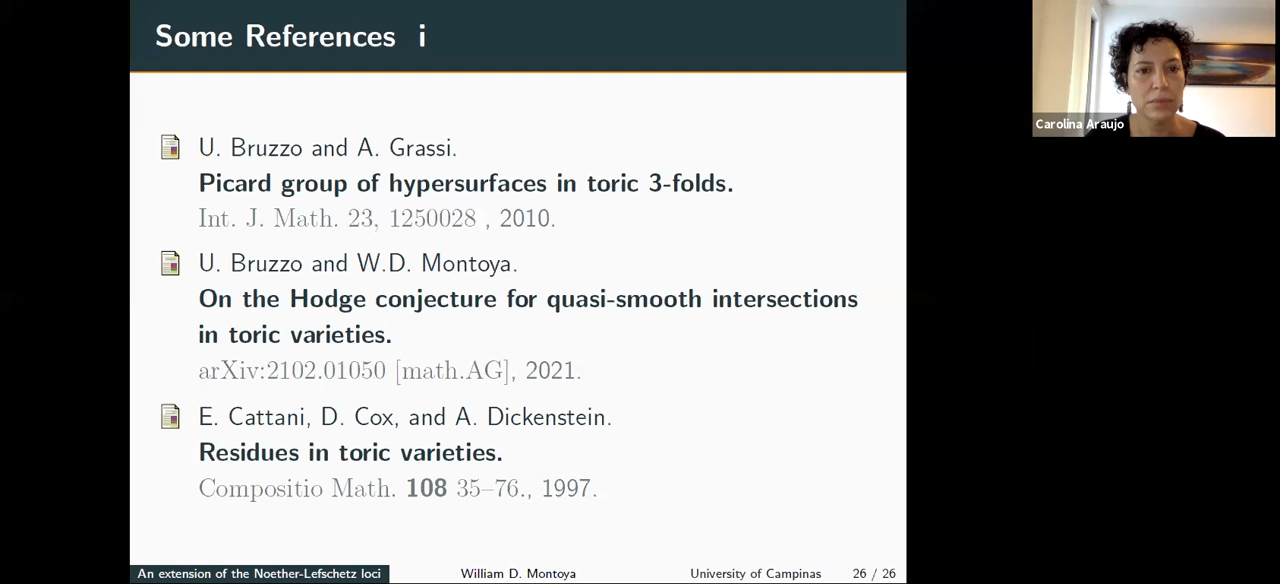 Some References i
U. Bruzzo and A. Grassi.
Picard group of hypersurfaces in toric 3-folds.
Int. J. Math. 23, 1250028 , 2010.
U. Bruzzo and W.D. Montoya.
On the Hodge conjecture for quasi-smooth intersections
in toric varieties.
arXiv:2102.01050 [math.AG], 2021.
E. Cattani, D. Cox, and A. Dickenstein.
Residues in toric varieties.
Compositio Math. 108 35–76., 1997.
An extension of the Noether-Lefschetz loci William D. Montoya University of Campinas 26 / 26
Carolina Araujo